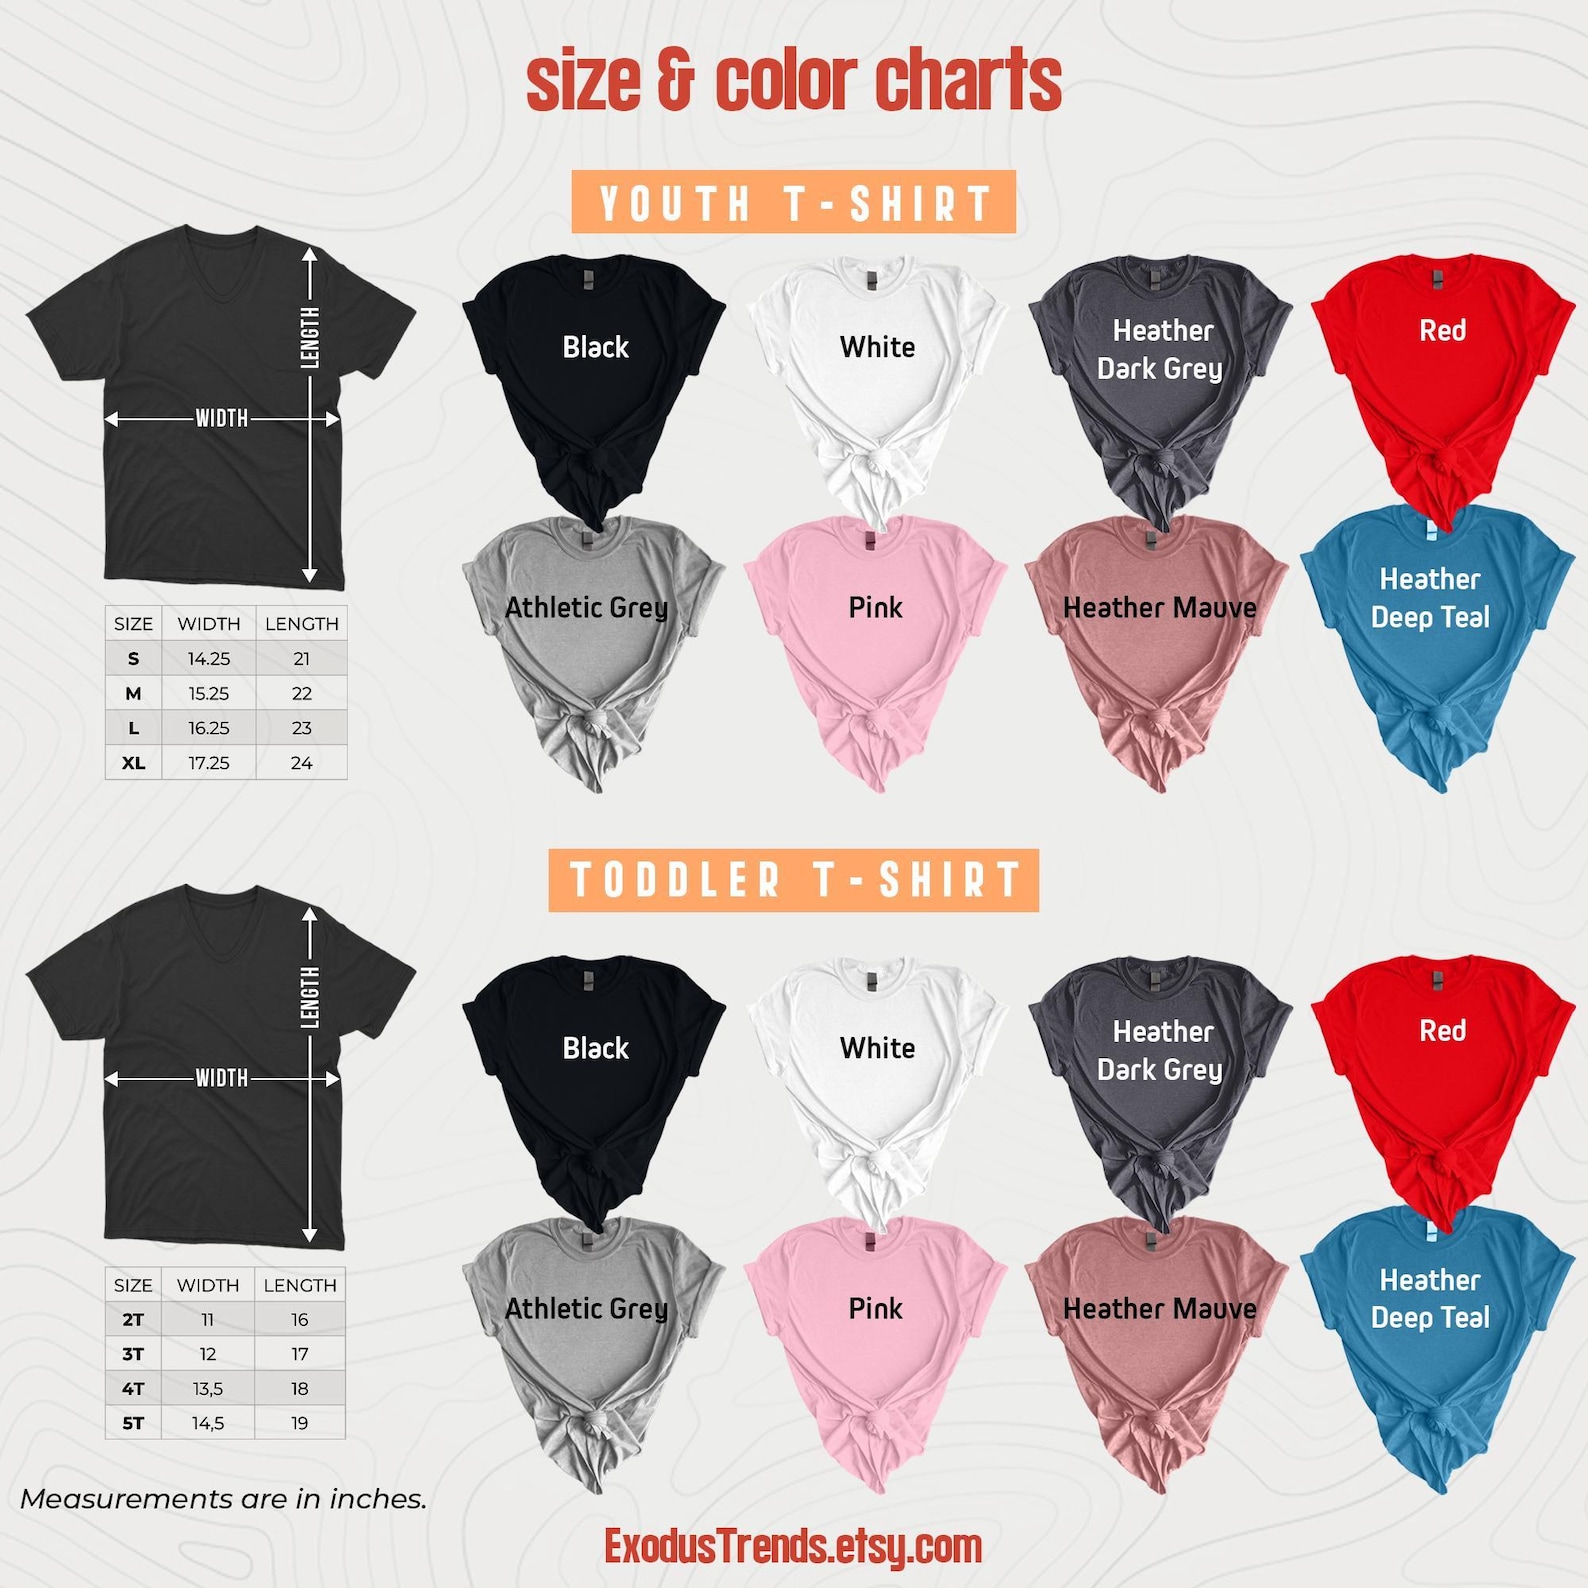 size & color charts
YOUTH T-SHIRT
LENGTH
WIDTH
Black
White
Heather
Dark Grey
Red
Athletic Grey
Pink
Heather Mauve
Heather
Deep Teal
SIZE WIDTH LENGTH
S 14.25 21
M 15.25 22
L 16.25 23
XL 17.25 24
TODDLER T-SHIRT
LENGTH
WIDTH
Black
White
Heather
Dark Grey
Red
Athletic Grey
Pink
Heather Mauve
Heather
Deep Teal
SIZE WIDTH LENGTH
2T 11 16
3T 12 17
4T 13,5 18
5T 14,5 19
Measurements are in inches.
ExodusTrends.etsy.com